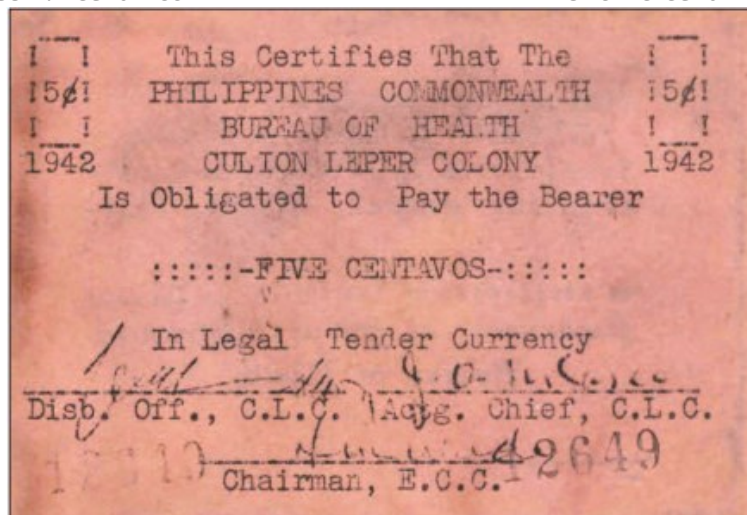 This Certifies That The
5¢ PHILIPPINES COMMONWEALTH 5¢
BUREAU OF HEALTH
1942 CULION LEPER COLONY 1942
Is Obligated to Pay the Bearer
:::::-FIVE CENTAVOS-:::::
In Legal Tender Currency
Disb. Off., C.L.C. Actg. Chief, C.L.C.
12649
Chairman, E.C.C.